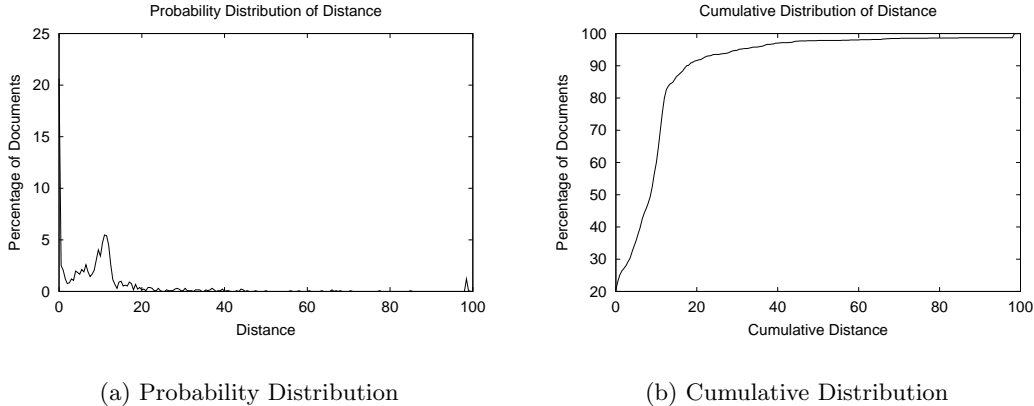 Probability Distribution of Distance
25
20
15
10
5
0
0 20 40 60 80 100
Percentage of Documents
Distance
(a) Probability Distribution
Cumulative Distribution of Distance
100
90
80
70
60
50
40
30
20
0 20 40 60 80 100
Percentage of Documents
Cumulative Distance
(b) Cumulative Distribution